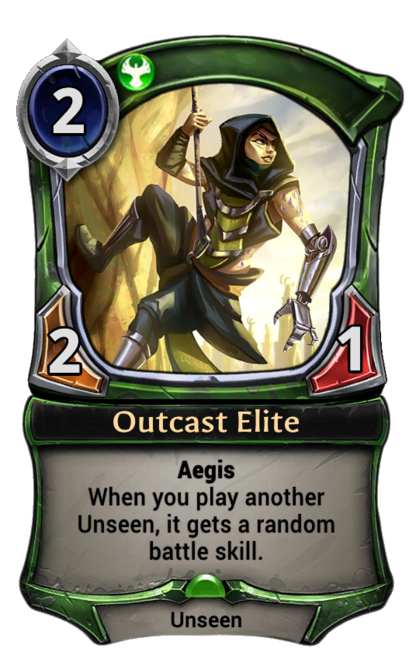 2
2
1
Outcast Elite
Aegis
When you play another
Unseen, it gets a random
battle skill.
Unseen